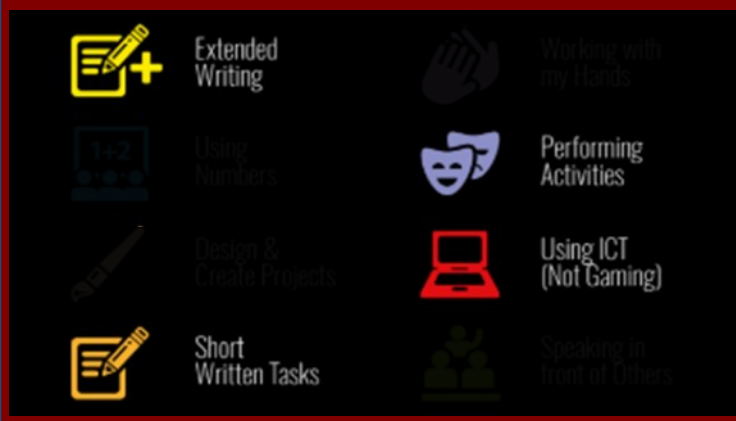 Extended
Writing
Working with
my Hands
1+2
Using
Numbers
Performing
Activities
Design &
Create Projects
Using ICT
(Not Gaming)
Short
Written Tasks
Speaking in
front of Others